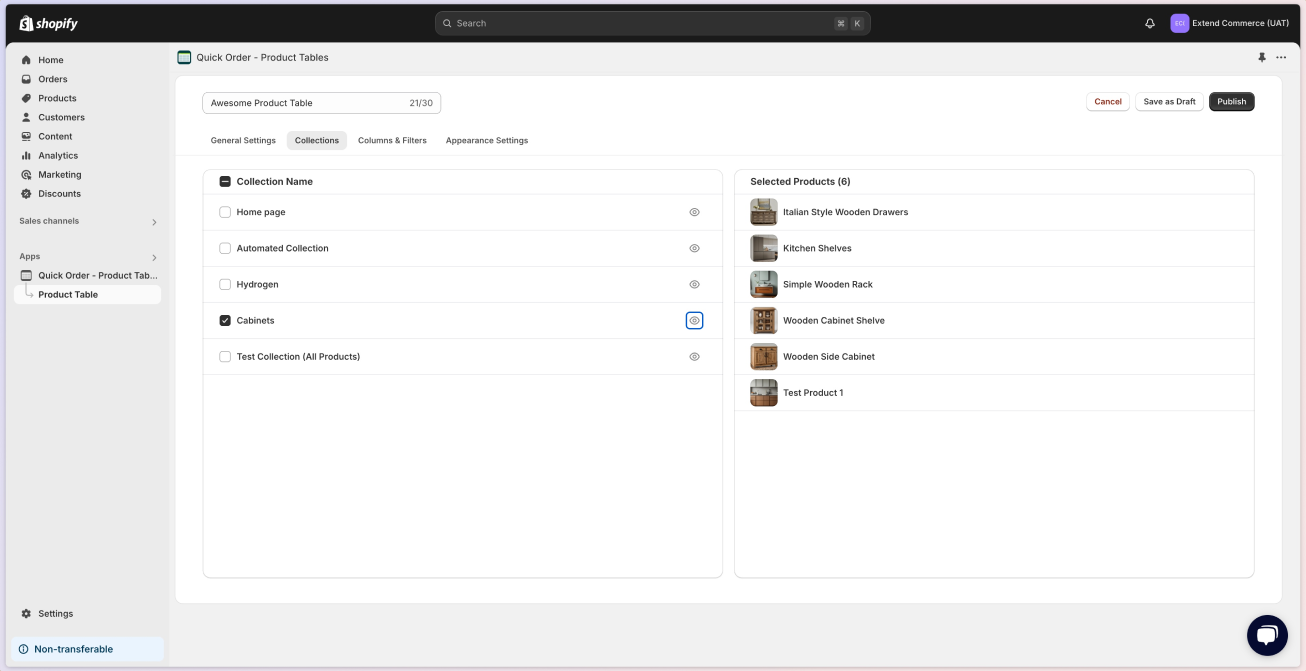 shopify
Search
⌘ K
ECI
Extend Commerce (UAT)
Home
Orders
Products
Customers
Content
Analytics
Marketing
Discounts
Sales channels
Apps
Quick Order - Product Tab...
Product Table
Settings
Non-transferable
Quick Order - Product Tables
Awesome Product Table 21/30
Cancel
Save as Draft
Publish
General Settings
Collections
Columns & Filters
Appearance Settings
Collection Name
Home page
Automated Collection
Hydrogen
Cabinets
Test Collection (All Products)
Selected Products (6)
Italian Style Wooden Drawers
Kitchen Shelves
Simple Wooden Rack
Wooden Cabinet Shelve
Wooden Side Cabinet
Test Product 1